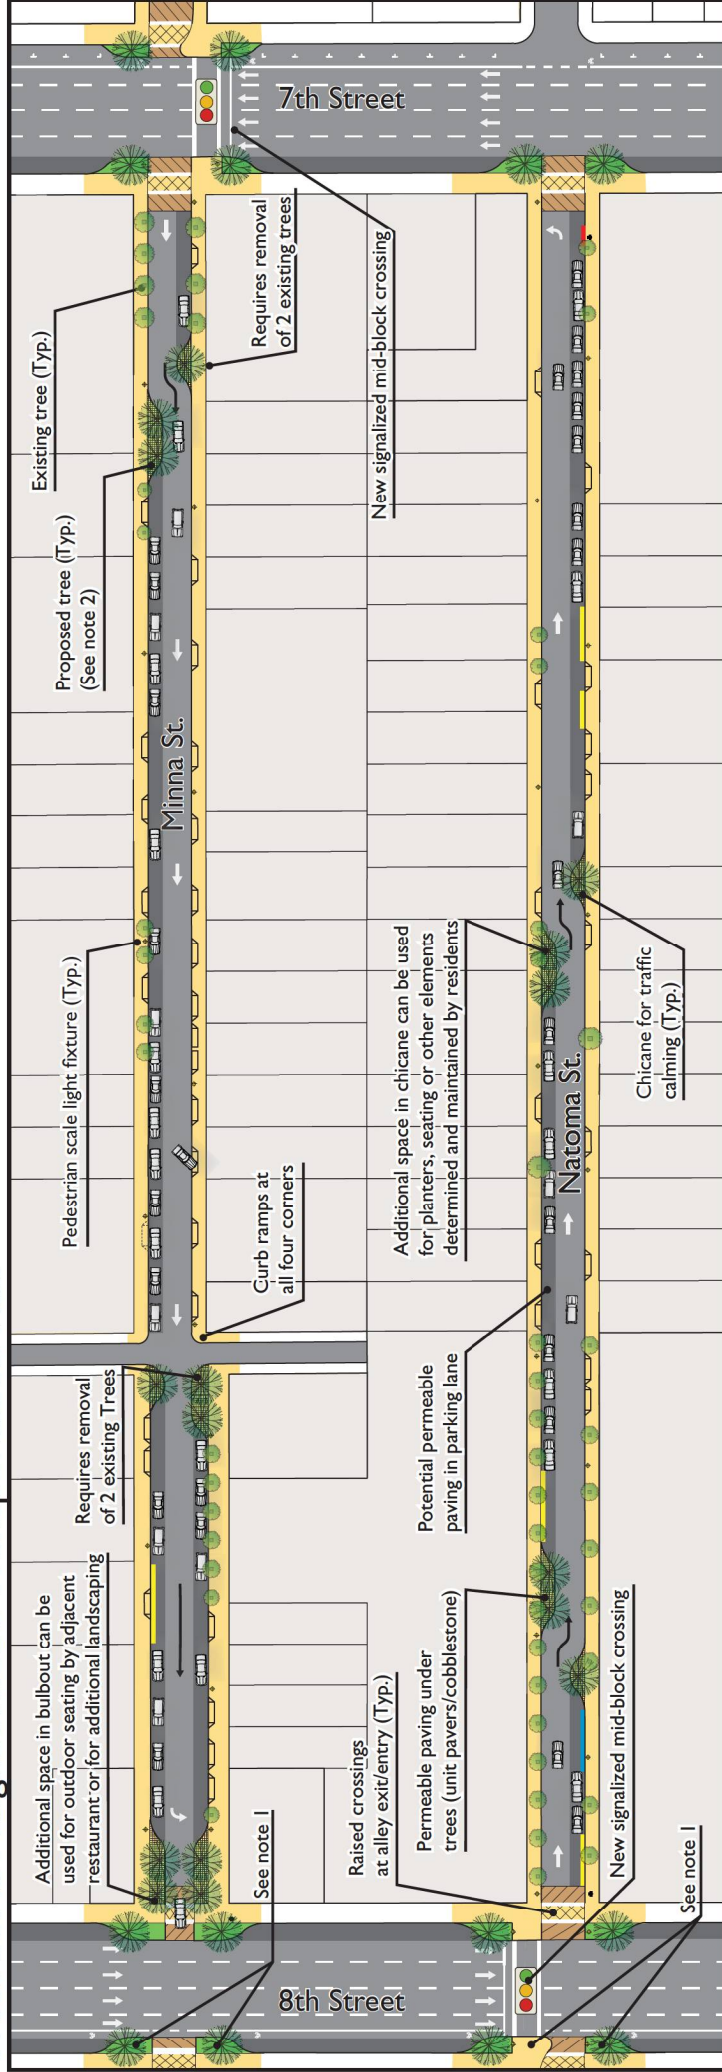 7th Street
Existing tree (Typ.)
Requires removal
of 2 existing trees
New signalized mid-block crossing
Proposed tree (Typ.)
(See note 2)
Minna St.
Pedestrian scale light fixture (Typ.)
Additional space in chicane can be used
for planters, seating or other elements
determined and maintained by residents
Chicane for traffic
calming (Typ.)
Natoma St.
Curb ramps at
all four corners
Requires removal
of 2 existing Trees
Potential permeable
paving in parking lane
Additional space in bulbout can be
used for outdoor seating by adjacent
restaurant or for additional landscaping
Permeable paving under
trees (unit pavers/cobblestone)
Raised crossings
at alley exit/entry (Typ.)
New signalized mid-block crossing
See note 1
See note 1
8th Street